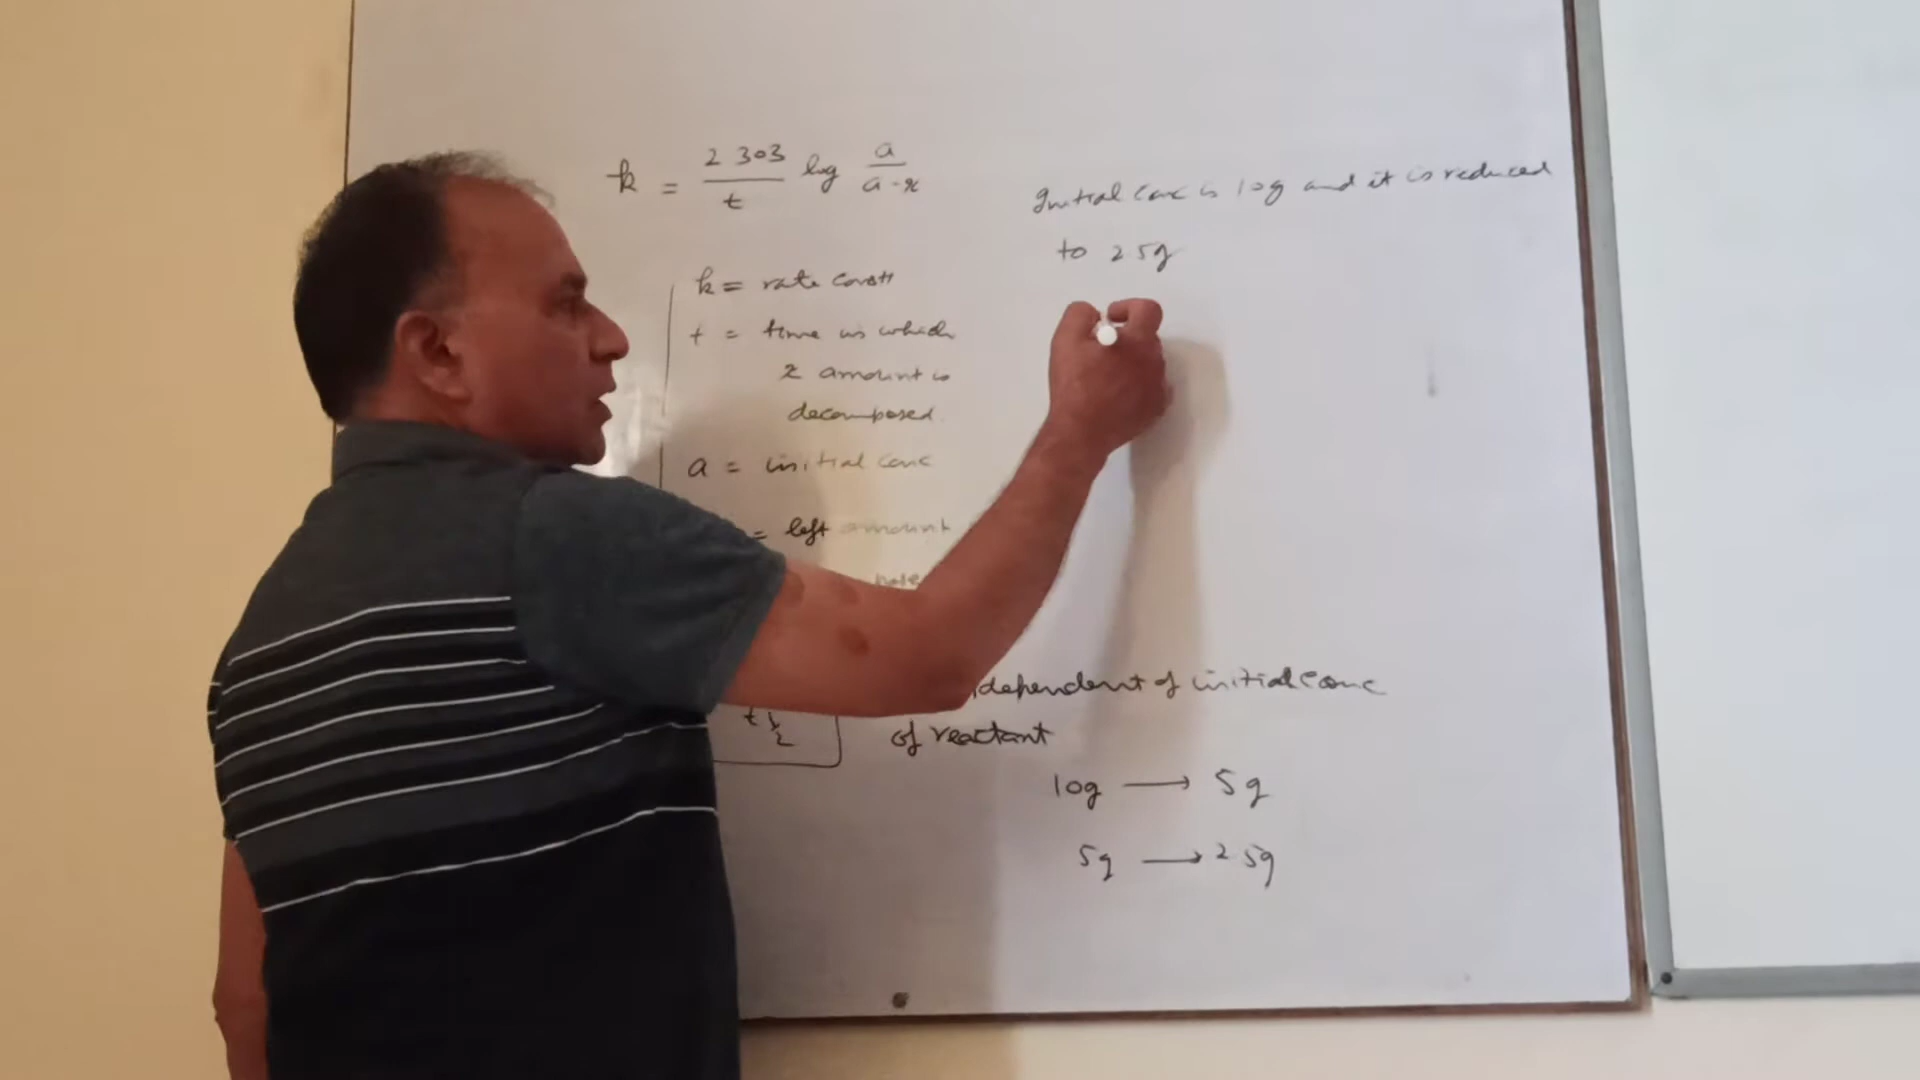 k = 2 303 / t log a / a - x
k = rate constt
t = time in which
x amount is
decomposed.
a = initial conc
= left amount
t 1/2
dependent of initial conc
of reactant
10g → 5g
5g → 2 5g
Initial conc is 10g and it is reduced
to 2 5g